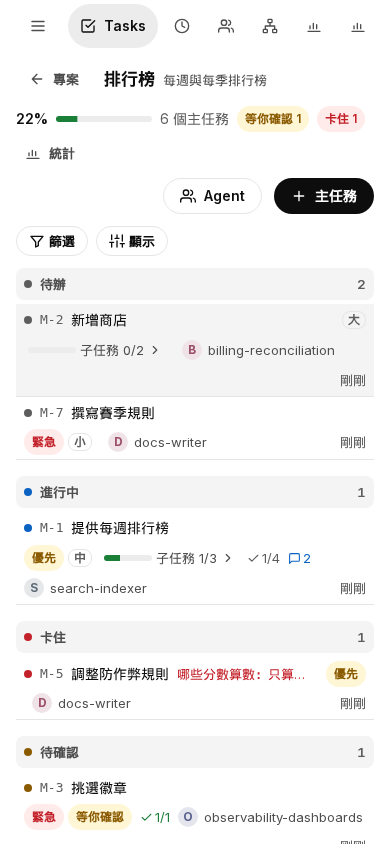 Tasks
專案 排行榜 每週與每季排行榜
22% 6 個主任務 等你確認 1 卡住 1
統計
Agent 主任務
篩選 顯示
待辦 2
M-2 新增商店 大
子任務 0/2 B billing-reconciliation
剛剛
M-7 撰寫賽季規則
緊急 小 D docs-writer 剛剛
進行中 1
M-1 提供每週排行榜
優先 中 子任務 1/3 1/4 2
S search-indexer 剛剛
卡住 1
M-5 調整防作弊規則 哪些分數算數：只算… 優先
D docs-writer 剛剛
待確認 1
M-3 挑選徽章
緊急 等你確認 1/1 O observability-dashboards